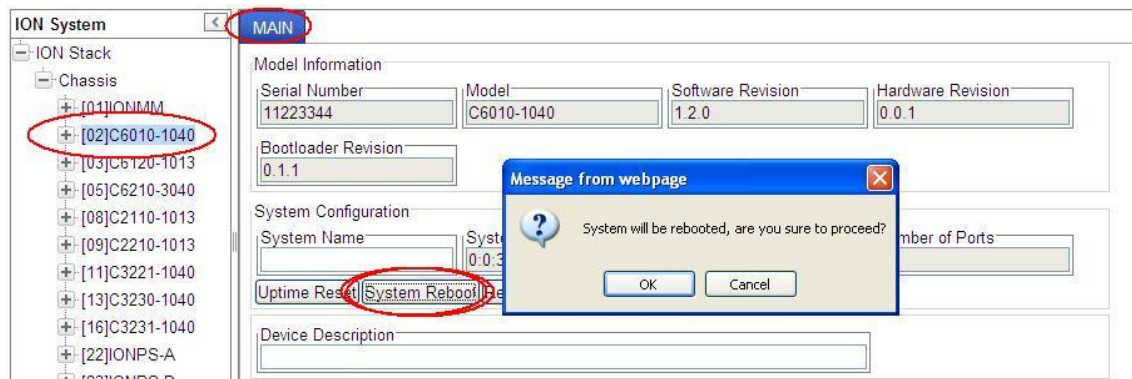 ION System
MAIN
ION Stack
Chassis
[01]IONMM
[02]C6010-1040
[03]C6120-1013
[05]C6210-3040
[08]C2110-1013
[09]C2210-1013
[11]C3221-1040
[13]C3230-1040
[16]C3231-1040
[22]IONPS-A
Model Information
Serial Number Model Software Revision Hardware Revision
11223344 C6010-1040 1.2.0 0.0.1
Bootloader Revision
0.1.1
Message from webpage
System will be rebooted, are you sure to proceed?
OK Cancel
System Configuration
System Name of Ports
Uptime Reset System Reboot
Device Description